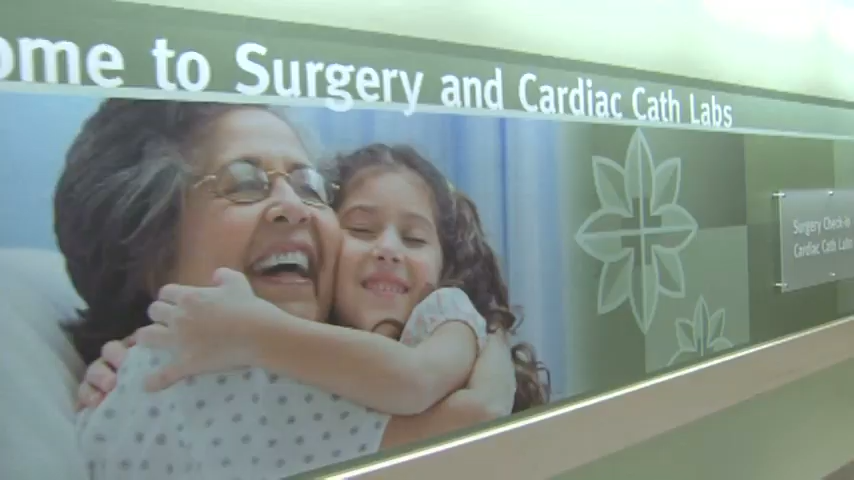 ome to Surgery and Cardiac Cath Labs
Surgery Check-in
Cardiac Cath Labs